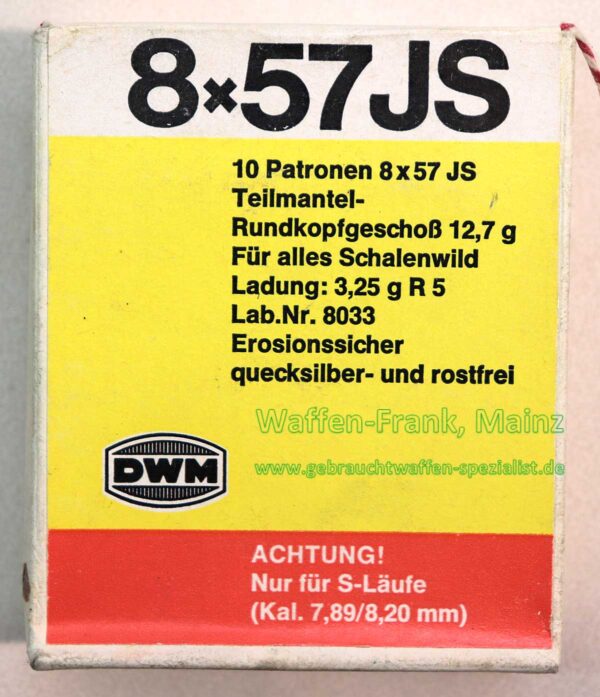 8x57JS
10 Patronen 8x57 JS
Teilmantel-
Rundkopfgeschoß 12,7 g
Für alles Schalenwild
Ladung: 3,25 g R 5
Lab.Nr. 8033
Erosionssicher
quecksilber- und rostfrei
Waffen-Frank, Mainz
www.gebrauchtwaffen-spezialist.de
DWM
ACHTUNG!
Nur für S-Läufe
(Kal. 7,89/8,20 mm)